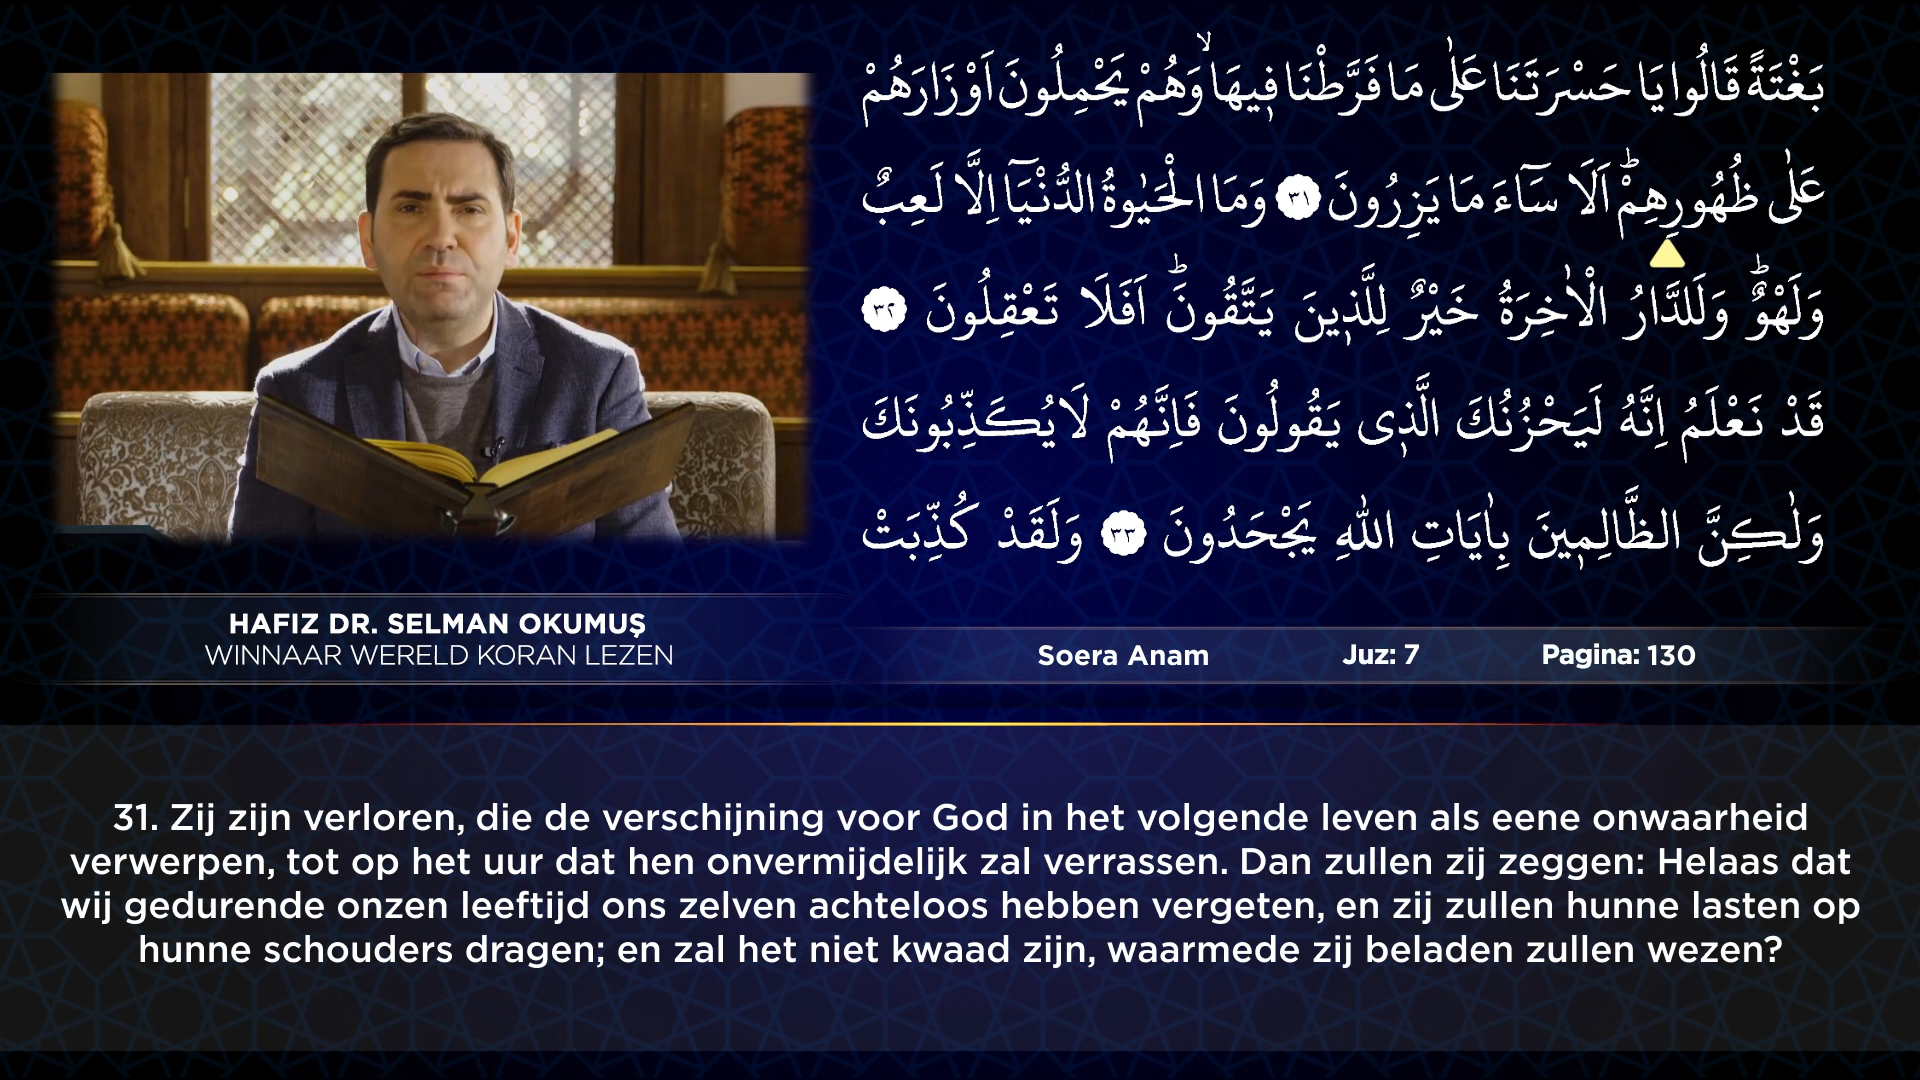 بَغْتَةً قَالُوا يَا حَسْرَتَنَا عَلٰى مَا فَرَّطْنَا فٖيهَاۙ وَهُمْ يَحْمِلُونَ اَوْزَارَهُمْ
عَلٰى ظُهُورِهِمْؕ اَلَا سَٓاءَ مَا يَزِرُونَ ﴿٣١﴾ وَمَا الْحَيٰوةُ الدُّنْيَٓا اِلَّا لَعِبٌ
وَلَهْوٌؕ وَلَلدَّارُ الْاٰخِرَةُ خَيْرٌ لِلَّذٖينَ يَتَّقُونَؕ اَفَلَا تَعْقِلُونَ ﴿٣٢﴾
قَدْ نَعْلَمُ اِنَّهُ لَيَحْزُنُكَ الَّذٖى يَقُولُونَ فَاِنَّهُمْ لَا يُكَذِّبُونَكَ
وَلٰكِنَّ الظَّالِمٖينَ بِاٰيَاتِ اللّٰهِ يَجْحَدُونَ ﴿٣٣﴾ وَلَقَدْ كُذِّبَتْ
HAFIZ DR. SELMAN OKUMUŞ
WINNAAR WERELD KORAN LEZEN
Soera Anam Juz: 7 Pagina: 130
31. Zij zijn verloren, die de verschijning voor God in het volgende leven als eene onwaarheid
verwerpen, tot op het uur dat hen onvermijdelijk zal verrassen. Dan zullen zij zeggen: Helaas dat
wij gedurende onzen leeftijd ons zelven achteloos hebben vergeten, en zij zullen hunne lasten op
hunne schouders dragen; en zal het niet kwaad zijn, waarmede zij beladen zullen wezen?